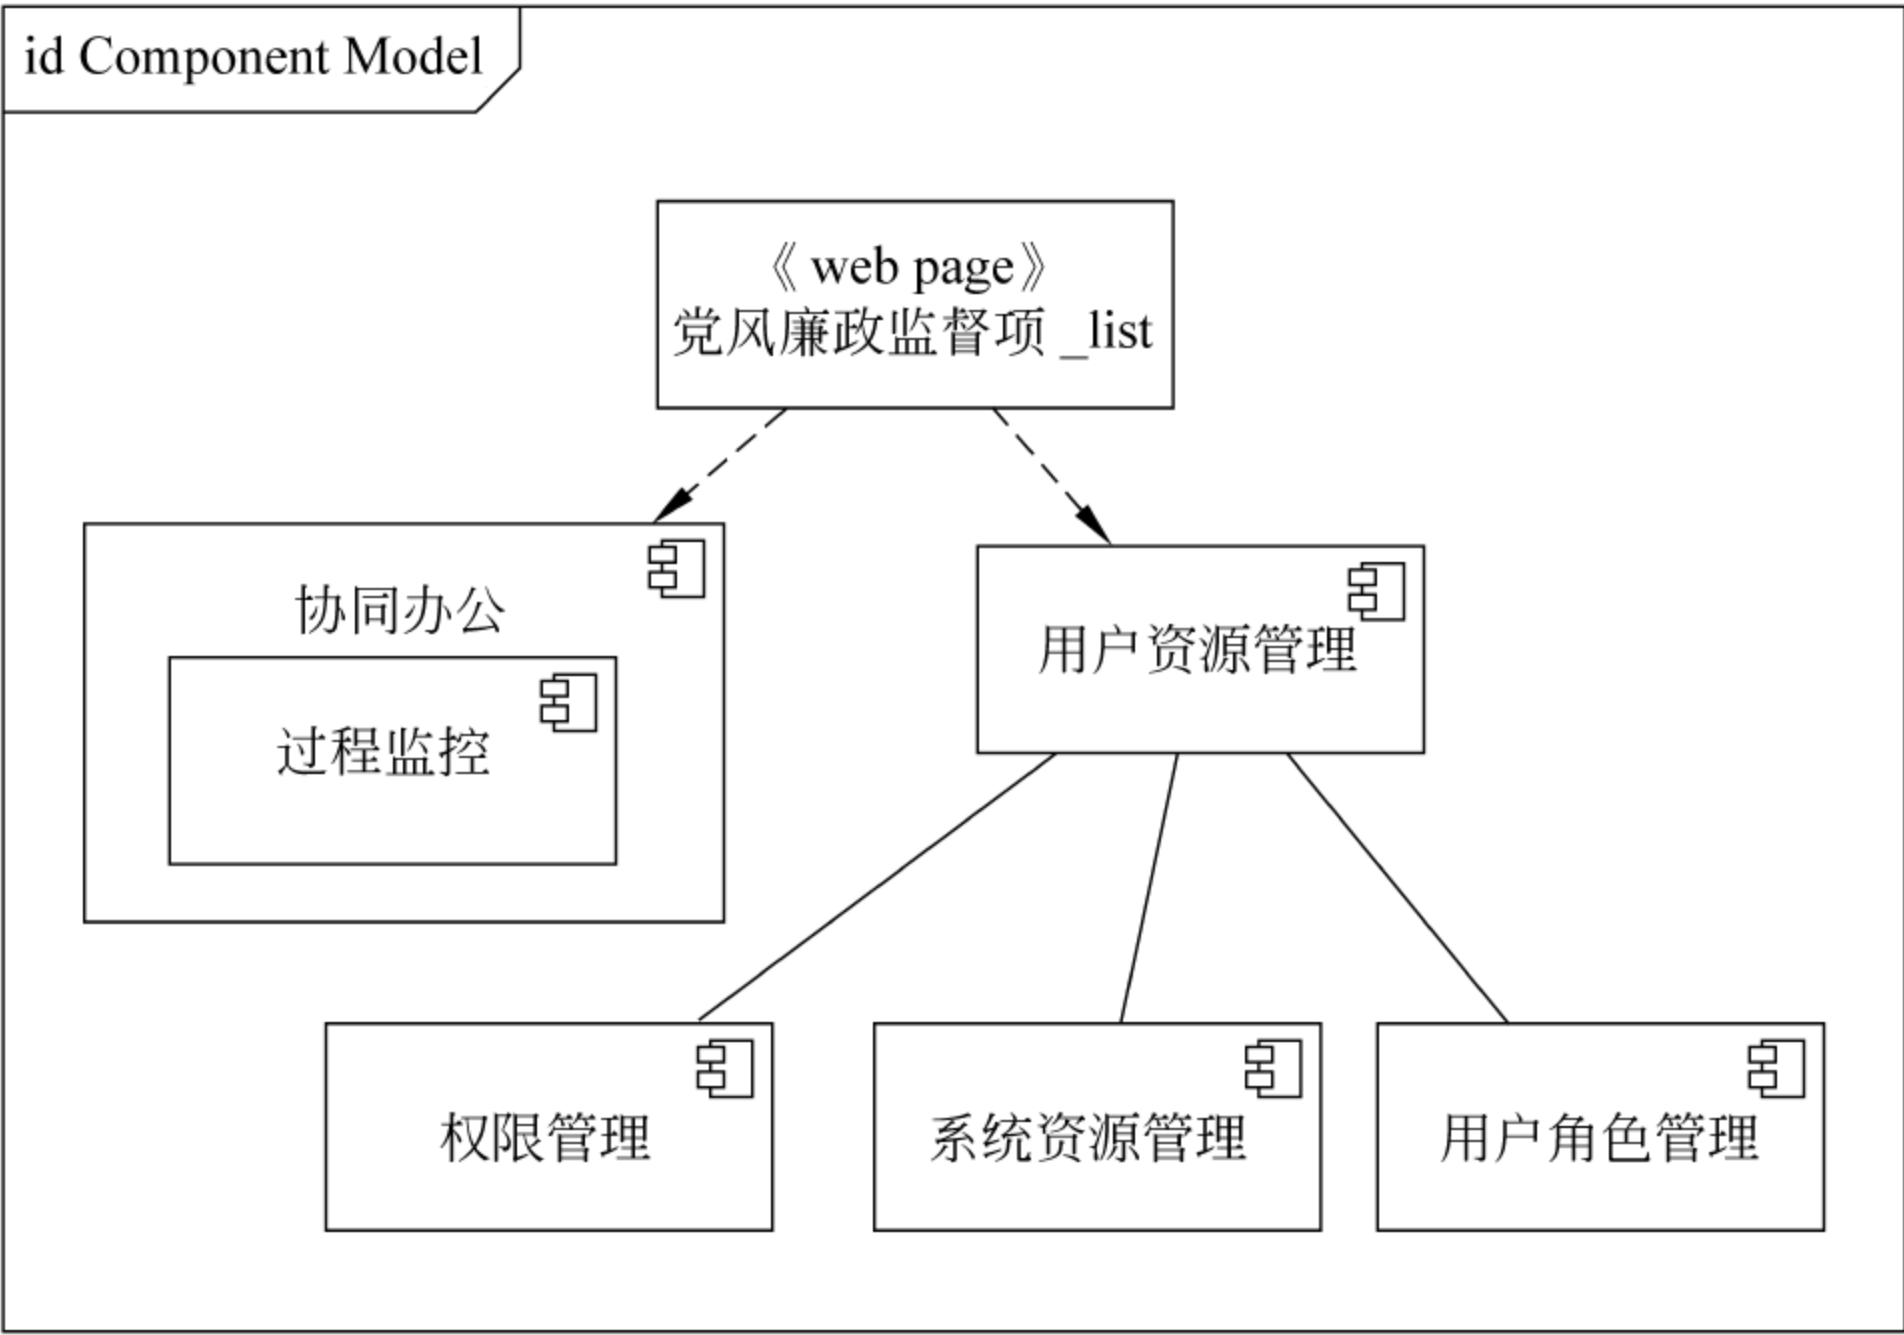 id Component Model
《 web page》
党风廉政监督项 _list
协同办公
用户资源管理
过程监控
权限管理
系统资源管理
用户角色管理